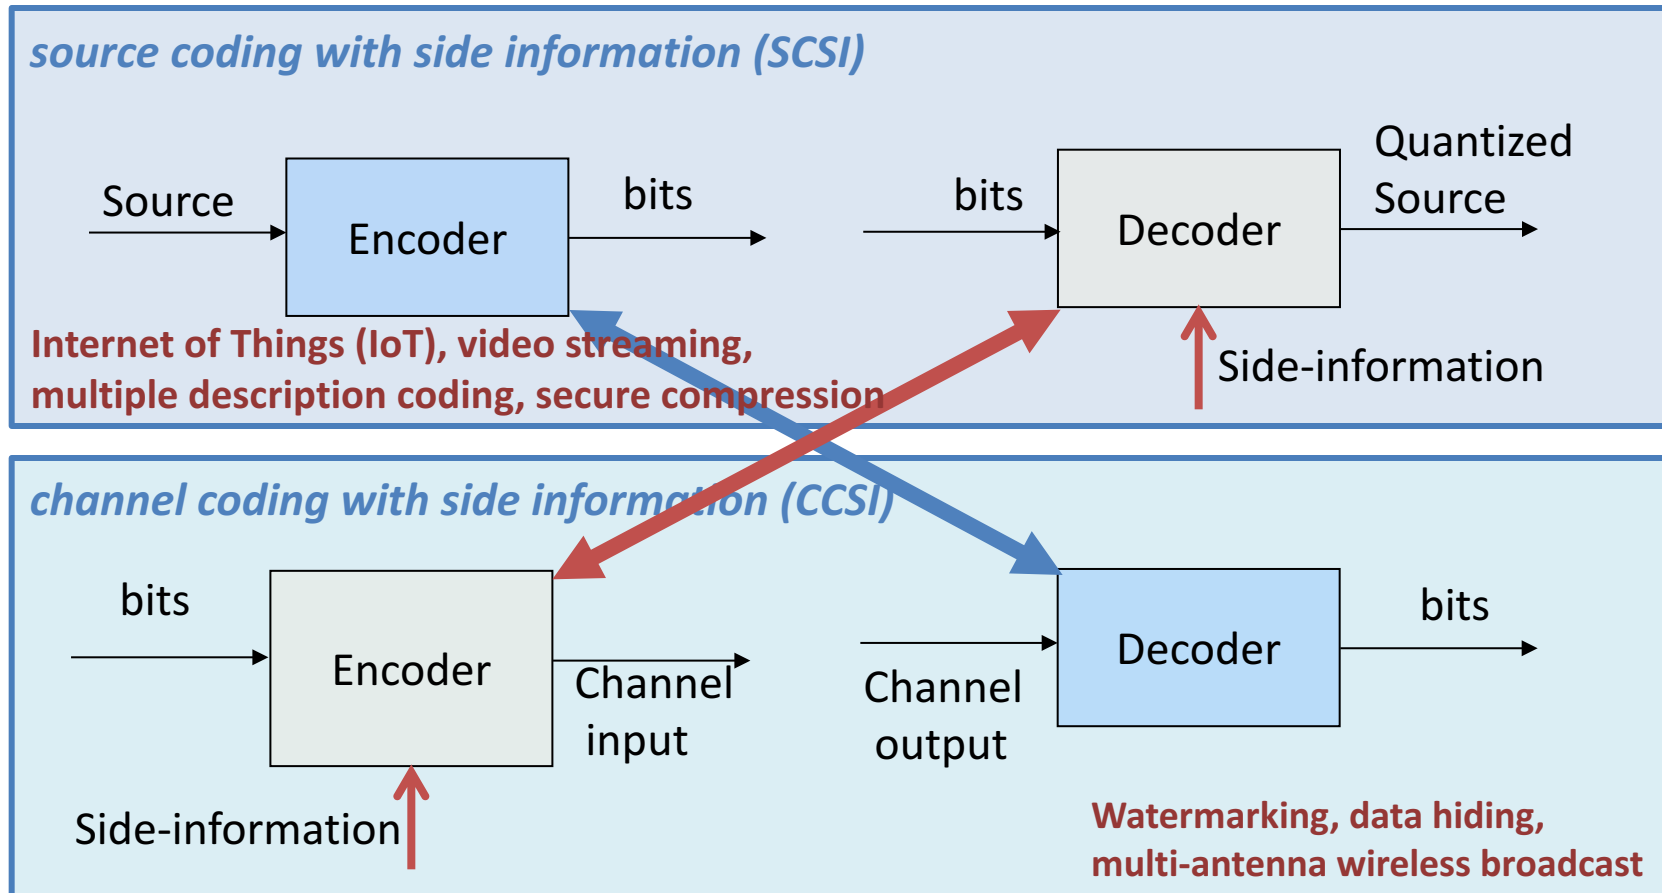 source coding with side information (SCSI)
Source
Encoder
bits
bits
Decoder
Quantized
Source
Internet of Things (IoT), video streaming,
multiple description coding, secure compression
Side-information
channel coding with side information (CCSI)
bits
Encoder
Channel
input
Side-information
Channel
output
Decoder
bits
Watermarking, data hiding,
multi-antenna wireless broadcast